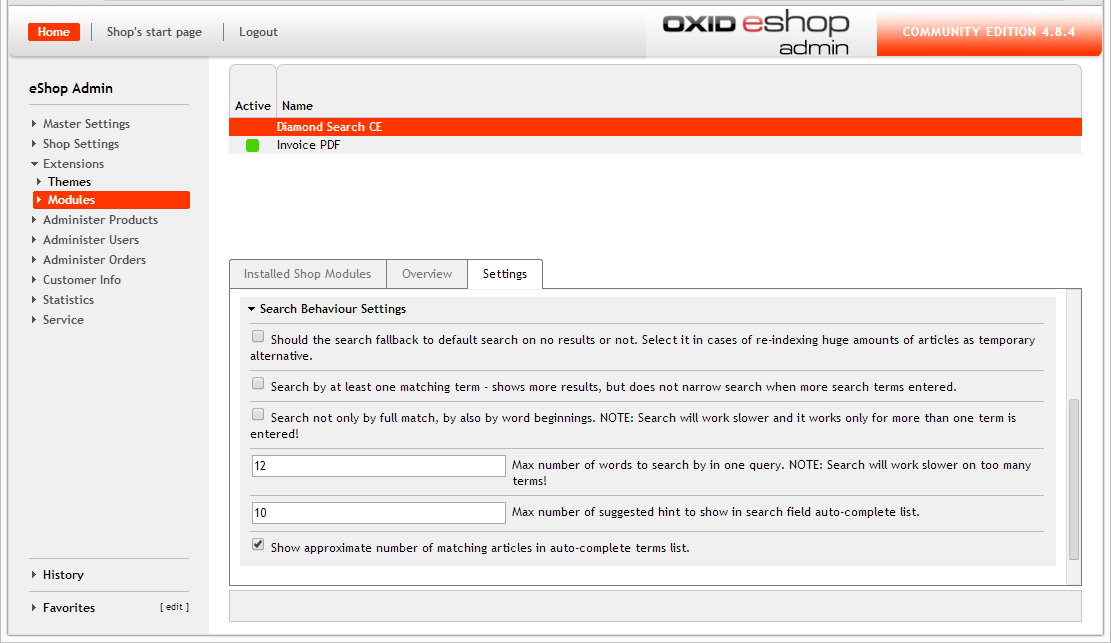 Home
Shop's start page
Logout
OXID eshop
admin
COMMUNITY EDITION 4.8.4
eShop Admin
Master Settings
Shop Settings
Extensions
Themes
Modules
Administer Products
Administer Users
Administer Orders
Customer Info
Statistics
Service
History
Favorites
[ edit ]
Active
Name
Diamond Search CE
Invoice PDF
Installed Shop Modules
Overview
Settings
Search Behaviour Settings
Should the search fallback to default search on no results or not. Select it in cases of re-indexing huge amounts of articles as temporary
alternative.
Search by at least one matching term - shows more results, but does not narrow search when more search terms entered.
Search not only by full match, by also by word beginnings. NOTE: Search will work slower and it works only for more than one term is
entered!
12
Max number of words to search by in one query. NOTE: Search will work slower on too many
terms!
10
Max number of suggested hint to show in search field auto-complete list.
Show approximate number of matching articles in auto-complete terms list.